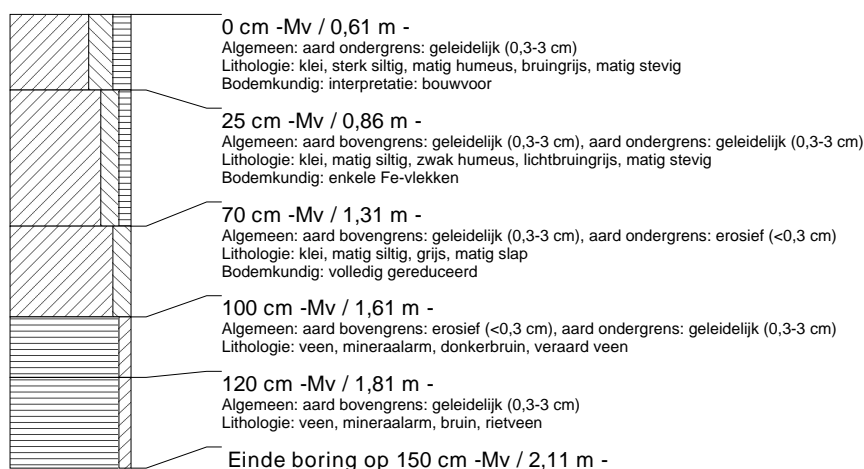 0 cm -Mv / 0,61 m -
Algemeen: aard ondergrens: geleidelijk (0,3-3 cm)
Lithologie: klei, sterk siltig, matig humeus, bruingrijs, matig stevig
Bodemkundig: interpretatie: bouwvoor
25 cm -Mv / 0,86 m -
Algemeen: aard bovengrens: geleidelijk (0,3-3 cm), aard ondergrens: geleidelijk (0,3-3 cm)
Lithologie: klei, matig siltig, zwak humeus, lichtbruingrijs, matig stevig
Bodemkundig: enkele Fe-vlekken
70 cm -Mv / 1,31 m -
Algemeen: aard bovengrens: geleidelijk (0,3-3 cm), aard ondergrens: erosief (<0,3 cm)
Lithologie: klei, matig siltig, grijs, matig slap
Bodemkundig: volledig gereduceerd
100 cm -Mv / 1,61 m -
Algemeen: aard bovengrens: erosief (<0,3 cm), aard ondergrens: geleidelijk (0,3-3 cm)
Lithologie: veen, mineraalarm, donkerbruin, veraard veen
120 cm -Mv / 1,81 m -
Algemeen: aard bovengrens: geleidelijk (0,3-3 cm)
Lithologie: veen, mineraalarm, bruin, rietveen
Einde boring op 150 cm -Mv / 2,11 m -